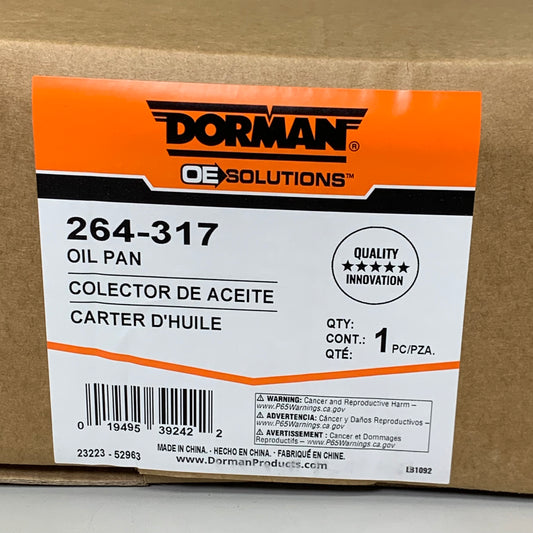 DORMAN®
OE SOLUTIONS™
264-317
OIL PAN
COLECTOR DE ACEITE
CARTER D'HUILE
QUALITY
★★★★★
INNOVATION
QTY:
CONT.: 1 PC/PZA.
QTÉ:
0 19495 39242 2
23223 - 52963
⚠ WARNING: Cancer and Reproductive Harm –
www.P65Warnings.ca.gov
⚠ ADVERTENCIA: Cáncer y Daños Reproductivos –
www.P65Warnings.ca.gov
⚠ AVERTISSEMENT : Cancer et Dommages
Reproductifs – www.P65Warnings.ca.gov
MADE IN CHINA. - HECHO EN CHINA. - FABRIQUÉ EN CHINE.
www.DormanProducts.com
LB1092